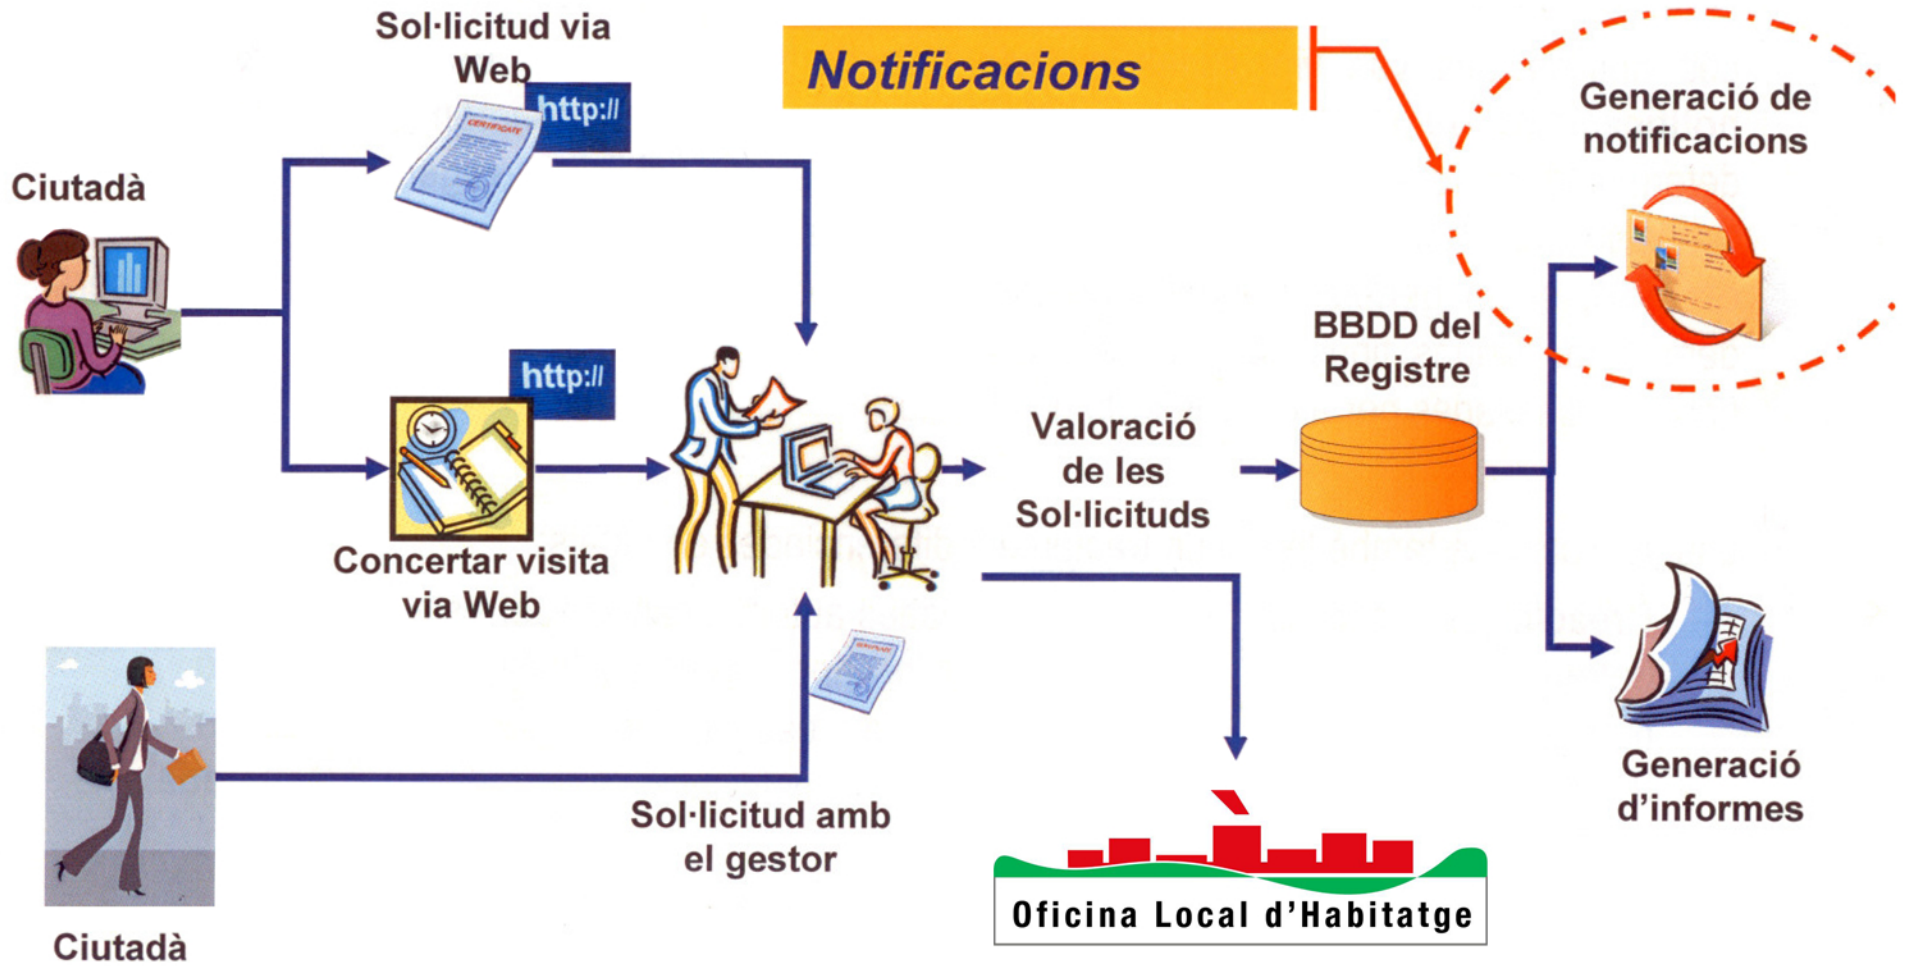 Sol·licitud via
Web
http://
CERTIFICATE
Notificacions
Generació de
notificacions
Ciutadà
http://
Concertar visita
via Web
Valoració
de les
Sol·licituds
BBDD del
Registre
Sol·licitud amb
el gestor
Ciutadà
Generació
d'informes
Oficina Local d'Habitatge